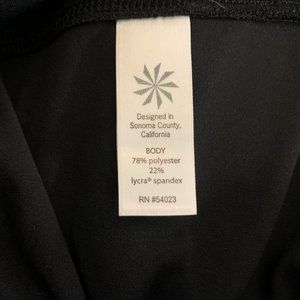 Designed in
Sonoma County,
California
BODY
78% polyester
22%
lycra® spandex
RN #54023